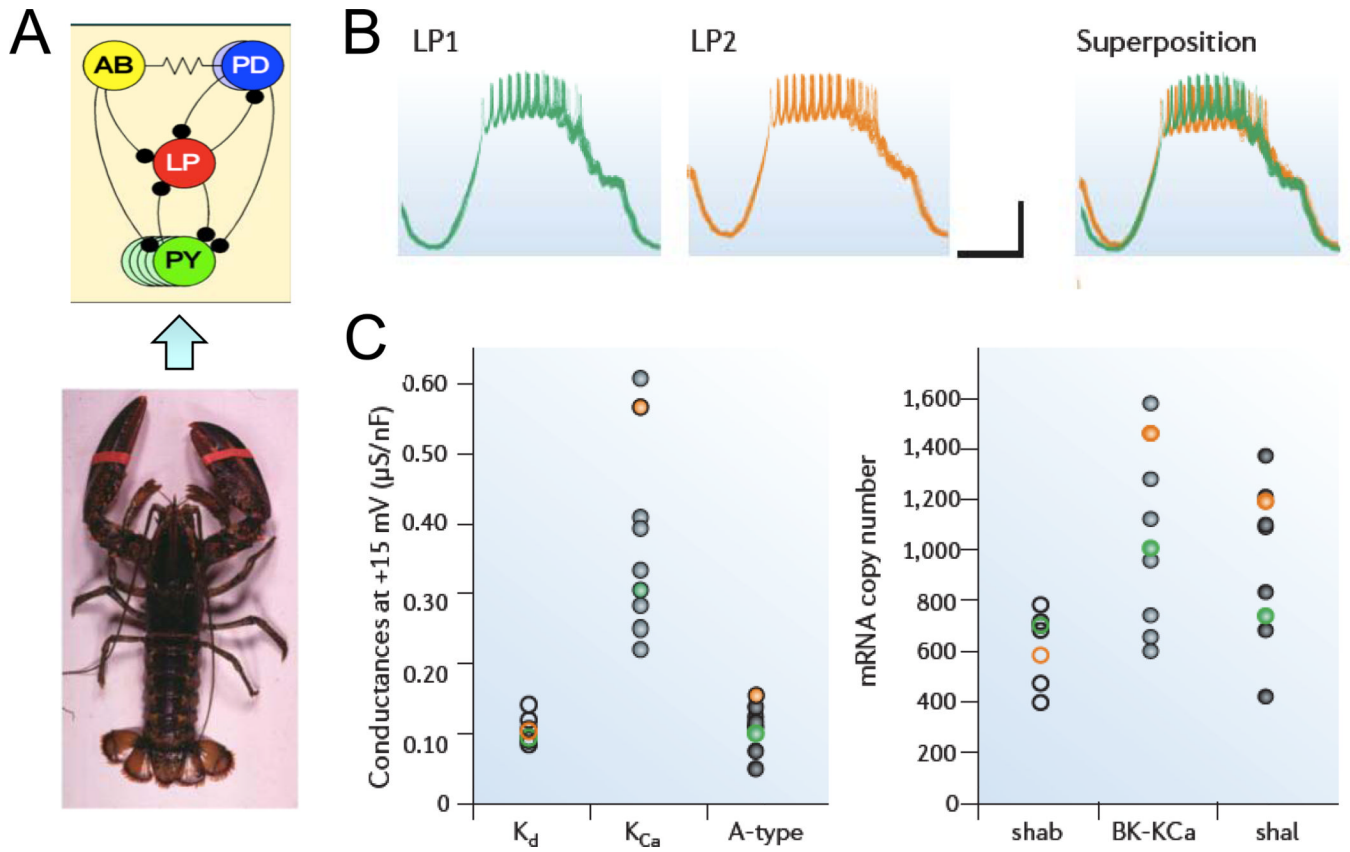 A
AB
PD
LP
PY
B
LP1
LP2
Superposition
C
Conductances at +15 mV (µS/nF)
0.60
0.50
0.40
0.30
0.20
0.10
0
Kd
KCa
A-type
mRNA copy number
1,600
1,400
1,200
1,000
800
600
400
200
0
shab
BK-KCa
shal